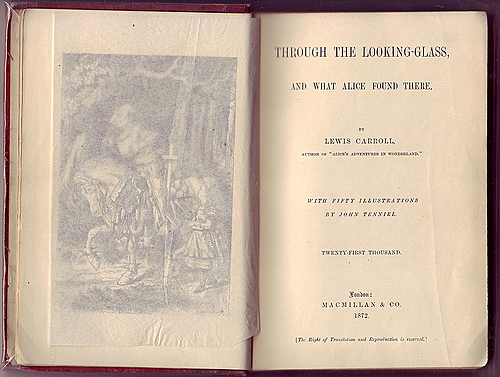 THROUGH THE LOOKING-GLASS,
AND WHAT ALICE FOUND THERE.
BY
LEWIS CARROLL,
AUTHOR OF "ALICE'S ADVENTURES IN WONDERLAND."
WITH FIFTY ILLUSTRATIONS
BY JOHN TENNIEL.
TWENTY-FIRST THOUSAND.
London:
MACMILLAN & CO.
1872.
[The Right of Translation and Reproduction is reserved.]